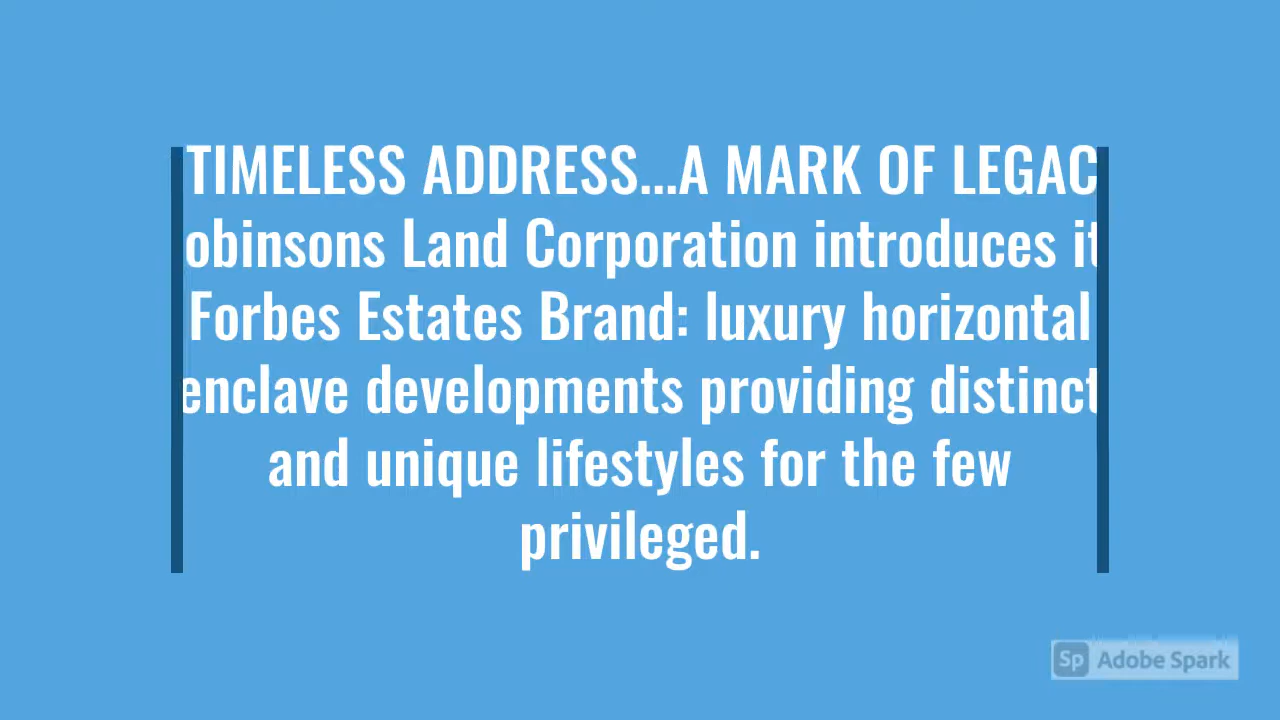 TIMELESS ADDRESS...A MARK OF LEGAC
obinsons Land Corporation introduces it
Forbes Estates Brand: luxury horizontal
enclave developments providing distinct
and unique lifestyles for the few
privileged.
Sp Adobe Spark